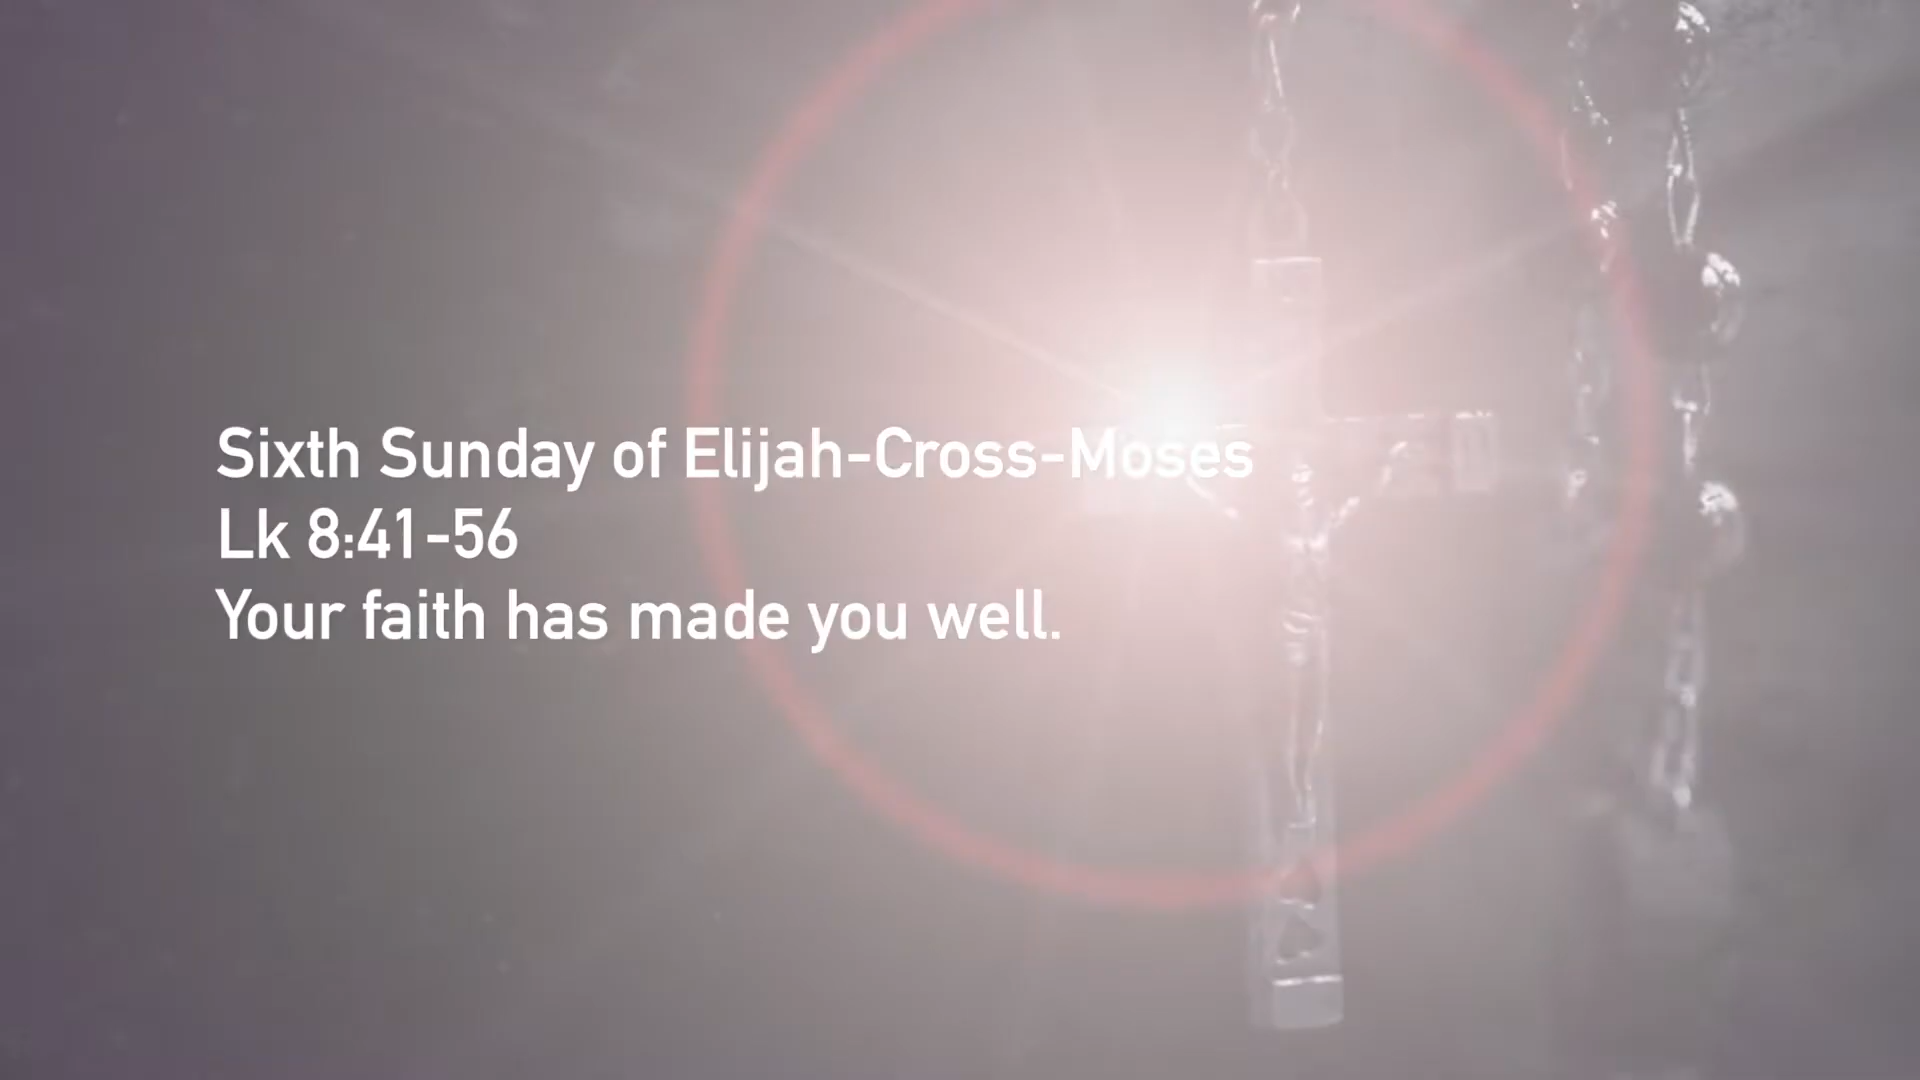 Sixth Sunday of Elijah-Cross-Moses
Lk 8:41-56
Your faith has made you well.